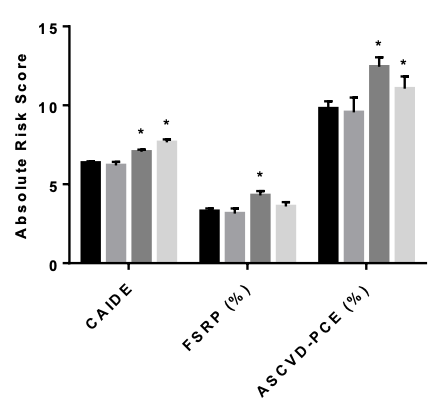 Absolute Risk Score
15
10
5
0
*
*
*
*
*
CAIDE
FSRP (%)
ASCVD-PCE (%)